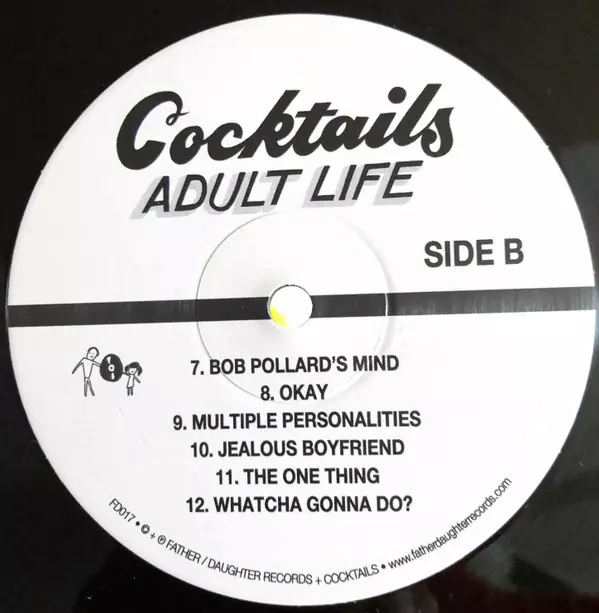 Cocktails
ADULT LIFE
SIDE B
7. BOB POLLARD'S MIND
8. OKAY
9. MULTIPLE PERSONALITIES
10. JEALOUS BOYFRIEND
11. THE ONE THING
12. WHATCHA GONNA DO?
FD017 • © + ℗ FATHER / DAUGHTER RECORDS + COCKTAILS • www.fatherdaughterrecords.com